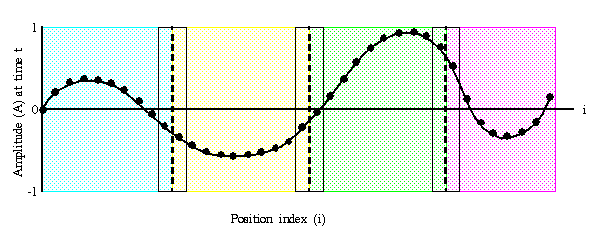 1
Amplitude (A) at time t
0
i
-1
Position index (i)